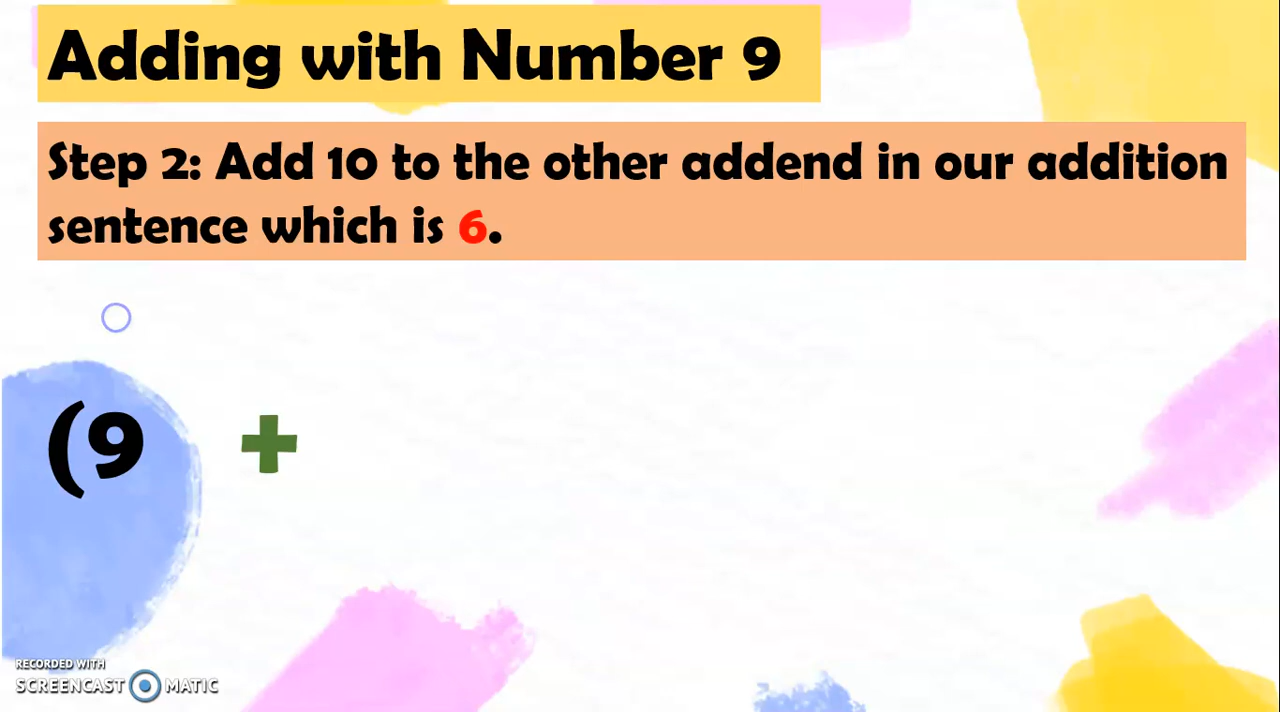 Adding with Number 9
Step 2: Add 10 to the other addend in our addition
sentence which is 6.
(9 +
RECORDED WITH
SCREENCAST MATIC